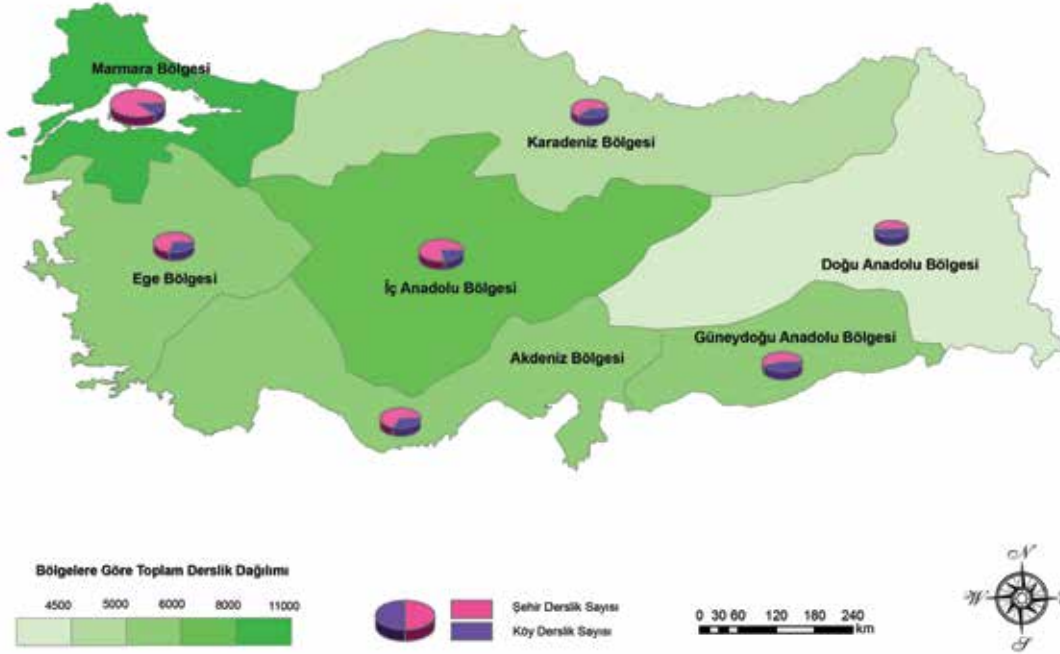 Marmara Bölgesi
Karadeniz Bölgesi
Ege Bölgesi
İç Anadolu Bölgesi
Doğu Anadolu Bölgesi
Güneydoğu Anadolu Bölgesi
Akdeniz Bölgesi
Bölgelere Göre Toplam Derslik Dağılımı
4500 5000 6000 8000 11000
Şehir Derslik Sayısı
Köy Derslik Sayısı
0 30 60 120 180 240
km
N
W
S